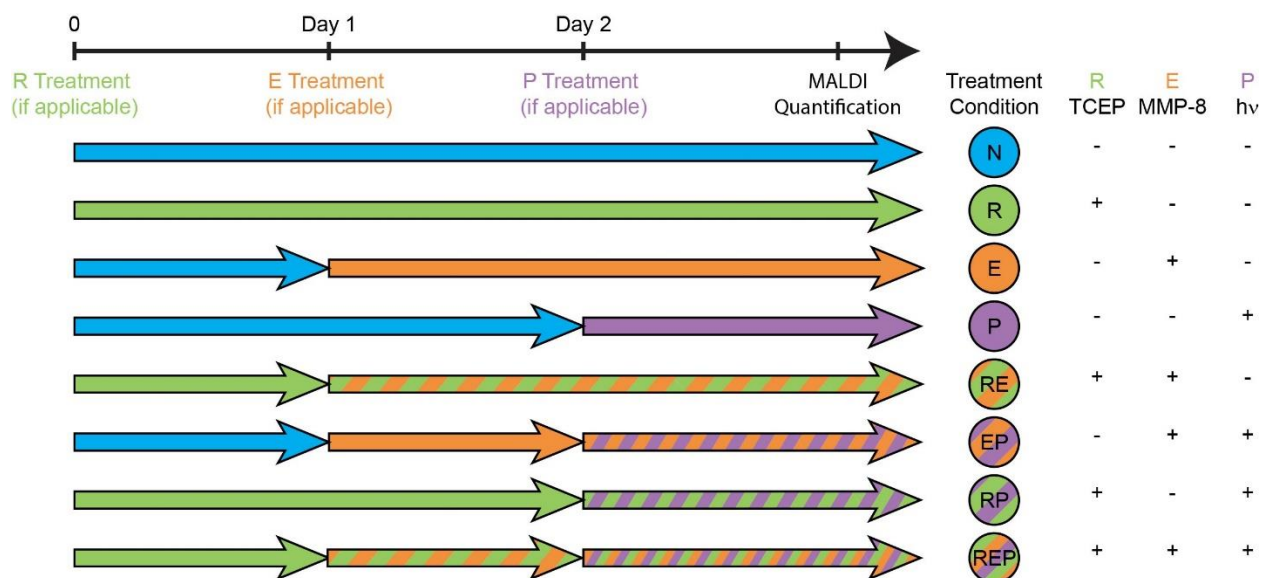 0 Day 1 Day 2
R Treatment E Treatment P Treatment MALDI Treatment R E P
(if applicable) (if applicable) (if applicable) Quantification Condition TCEP MMP-8 hν
N - - -
R + - -
E - + -
P - - +
RE + + -
EP - + +
RP + - +
REP + + +